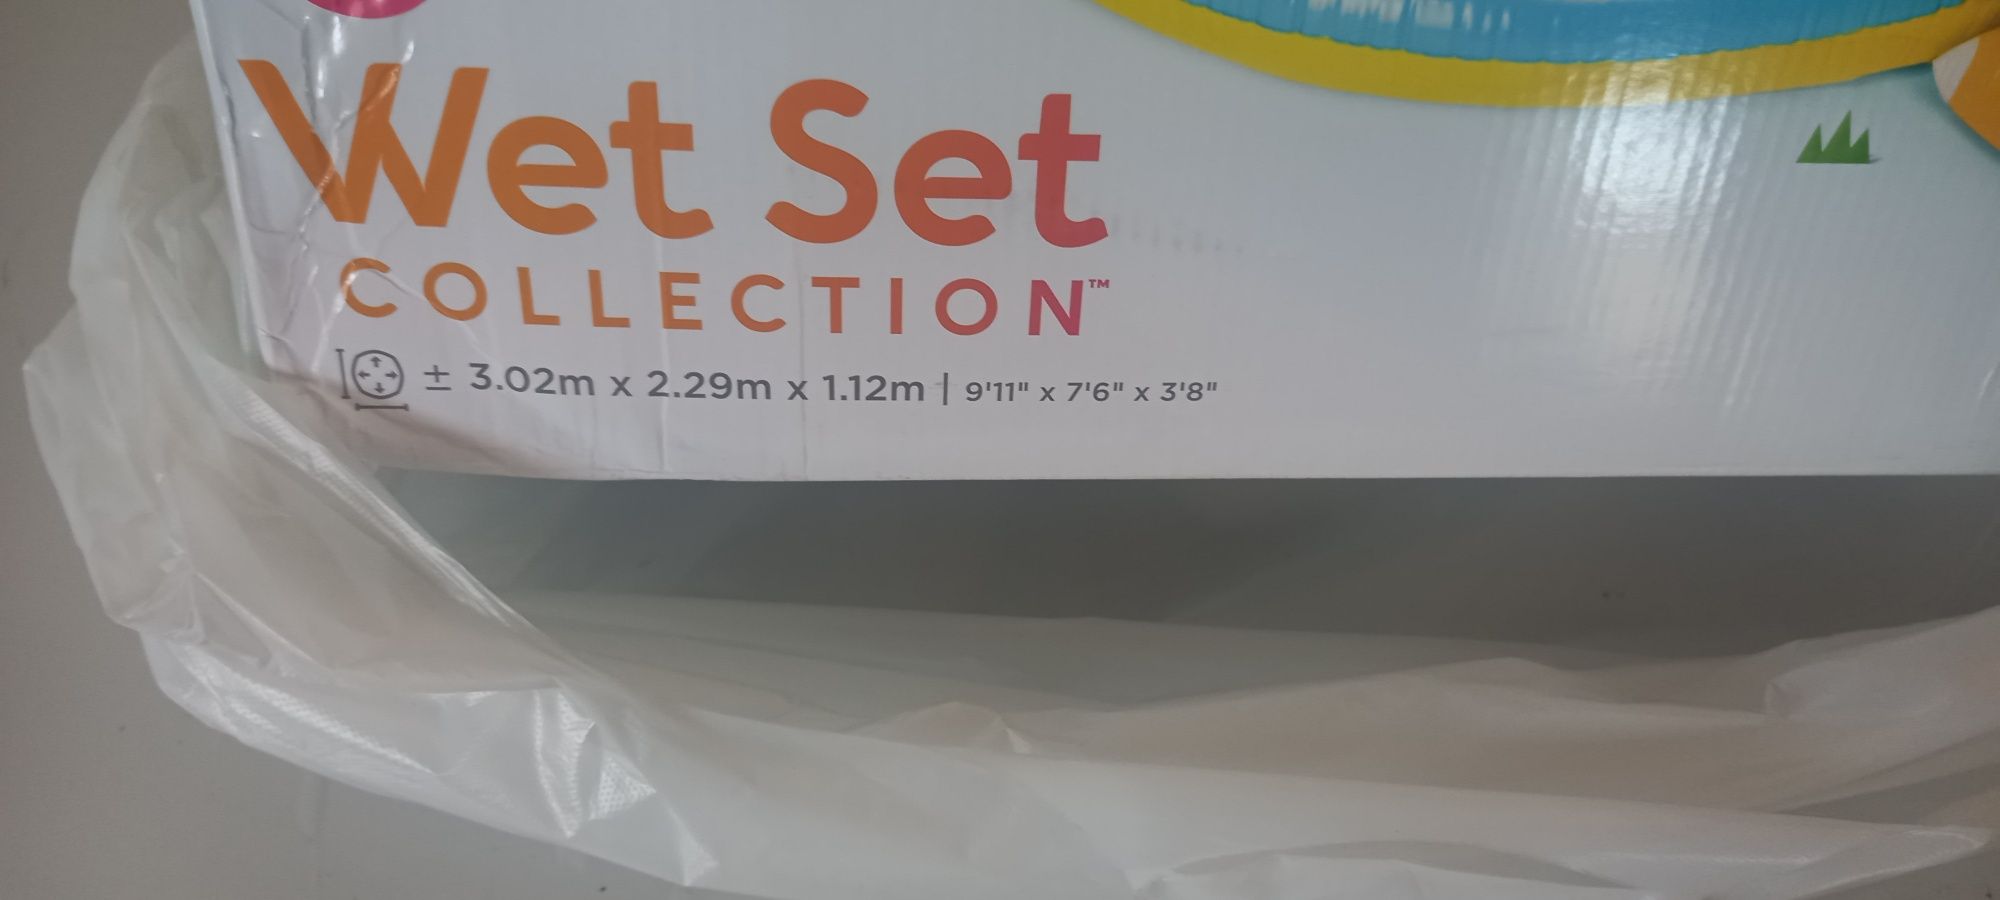 Wet Set
COLLECTION™
± 3.02m x 2.29m x 1.12m | 9'11" x 7'6" x 3'8"